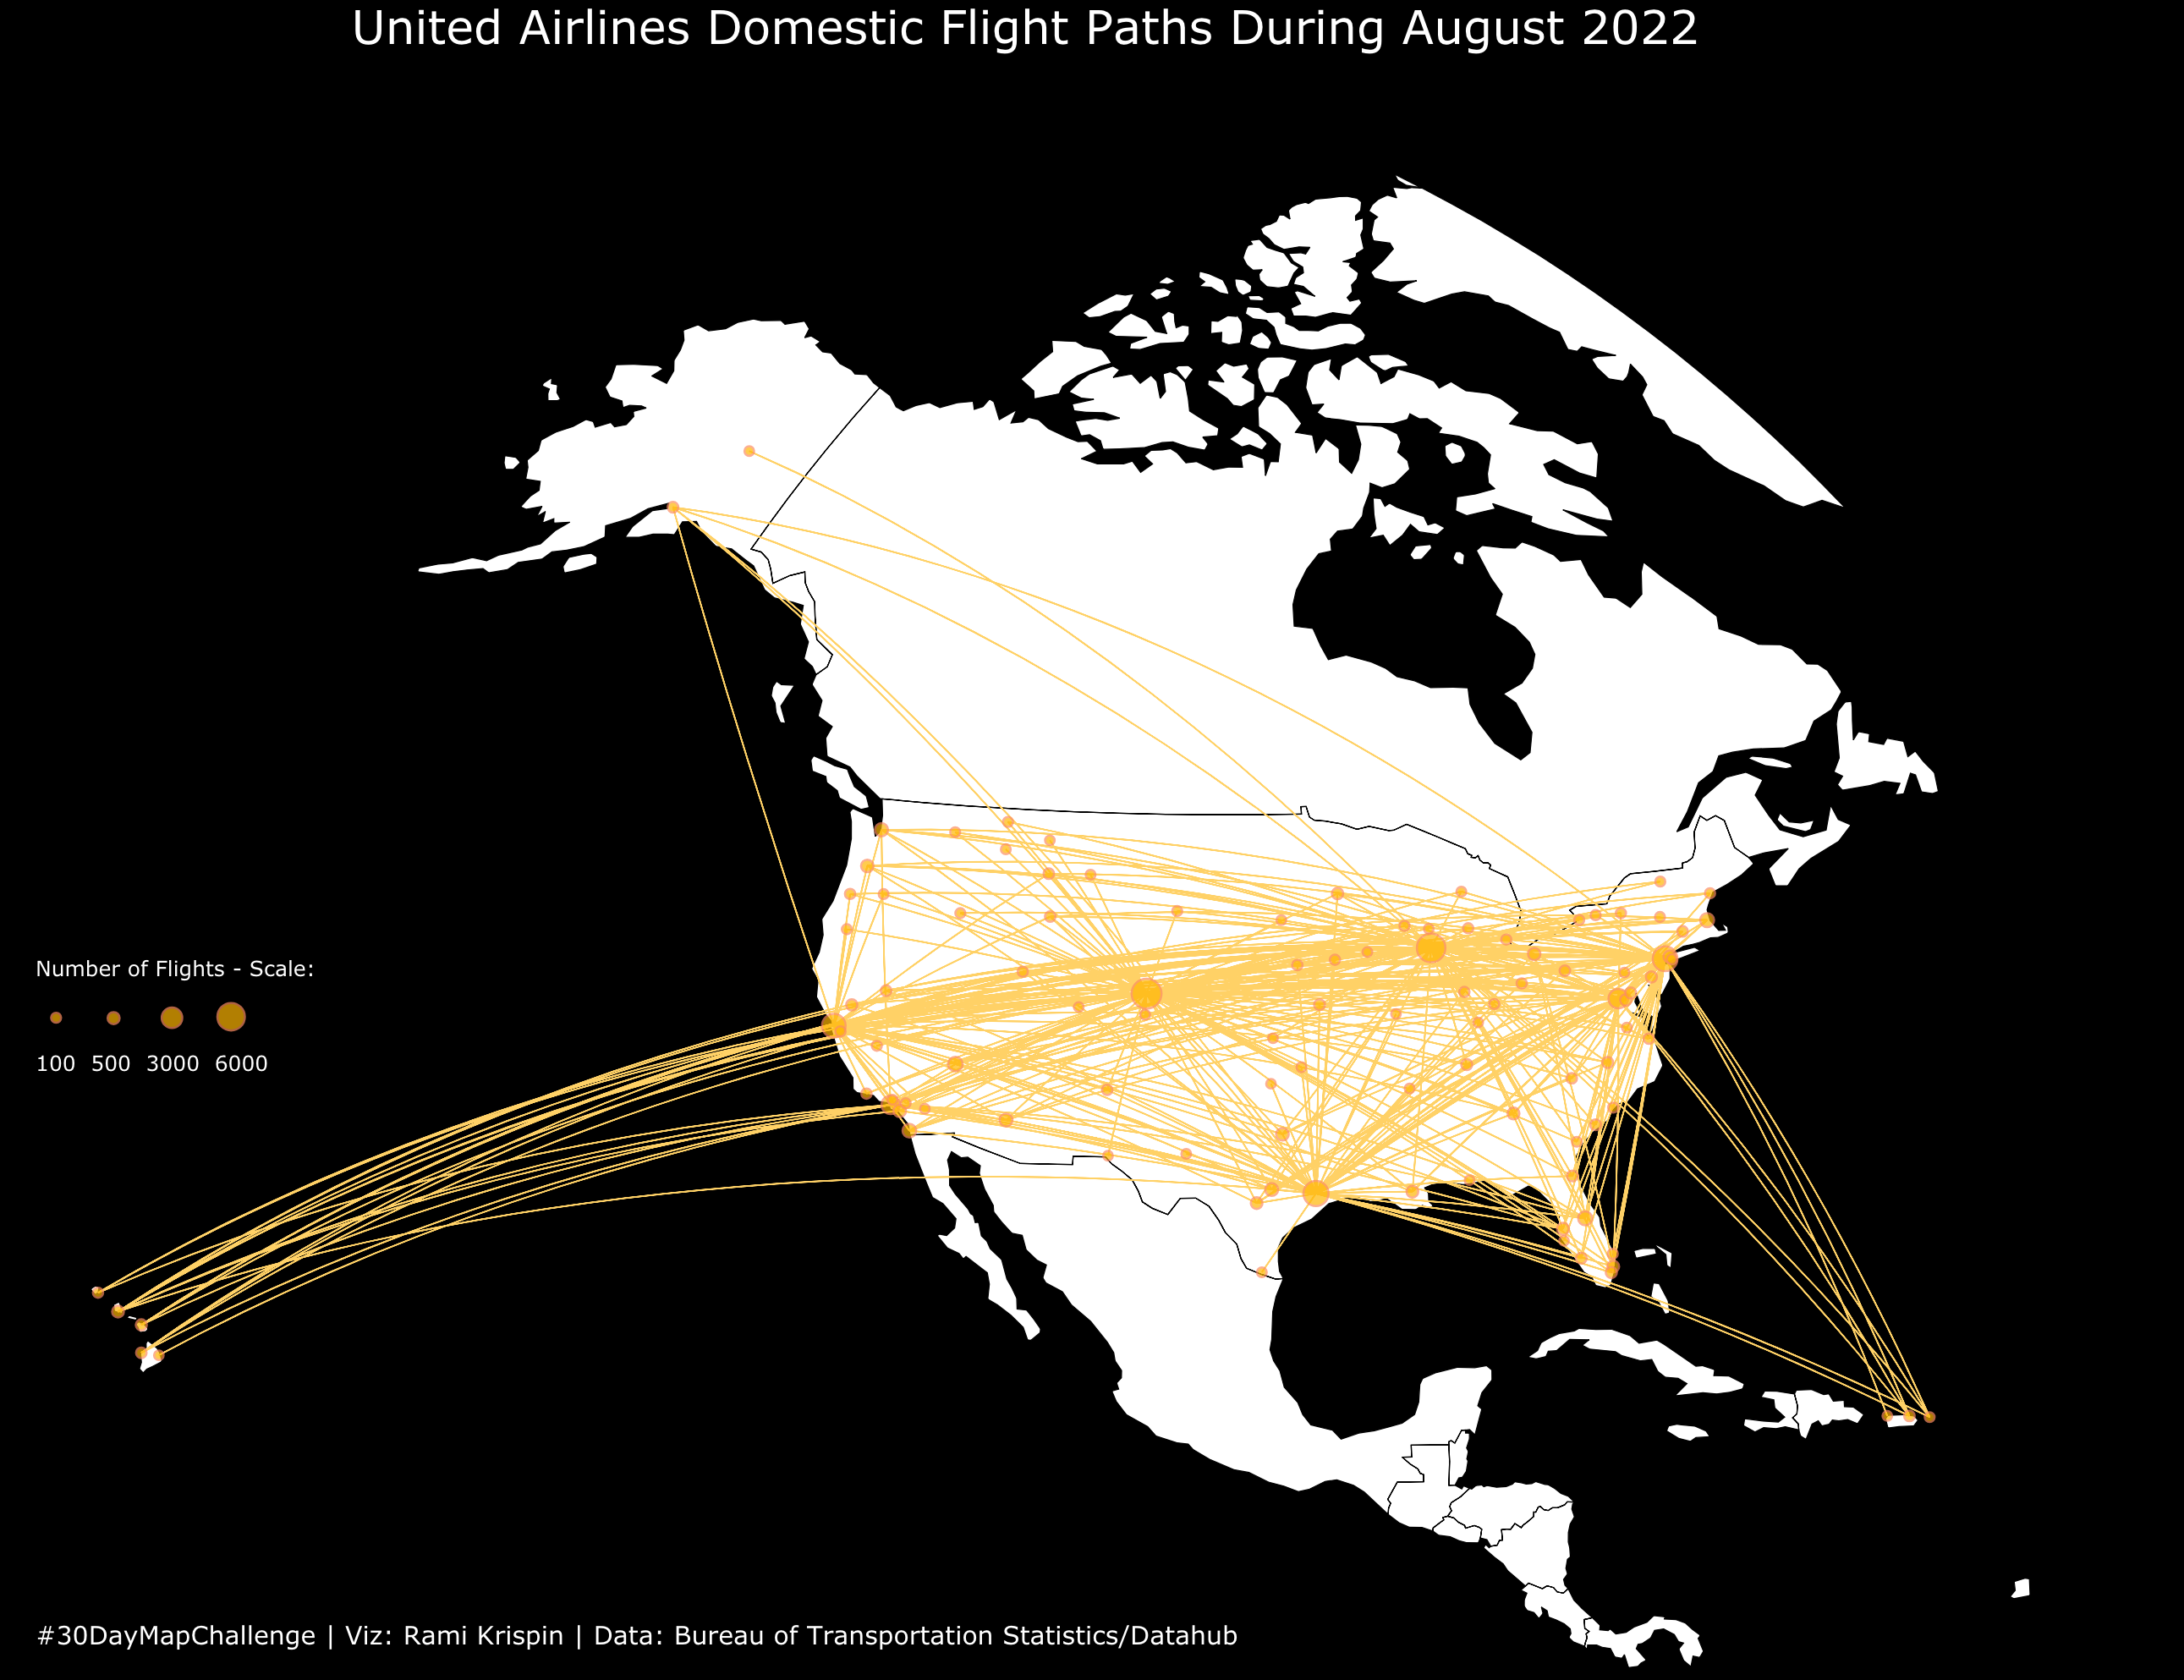 United Airlines Domestic Flight Paths During August 2022
Number of Flights - Scale:
100 500 3000 6000
#30DayMapChallenge | Viz: Rami Krispin | Data: Bureau of Transportation Statistics/Datahub